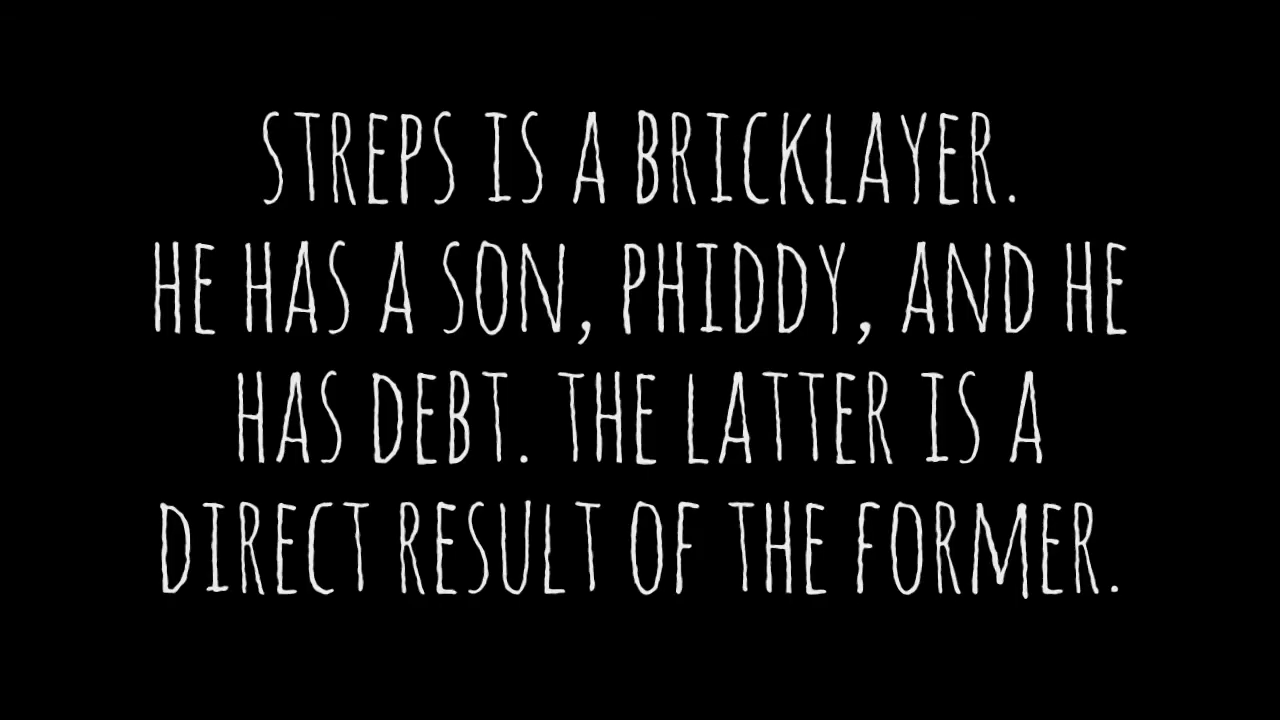 STREPS IS A BRICKLAYER.
HE HAS A SON, PHIDDY, AND HE
HAS DEBT. THE LATTER IS A
DIRECT RESULT OF THE FORMER.